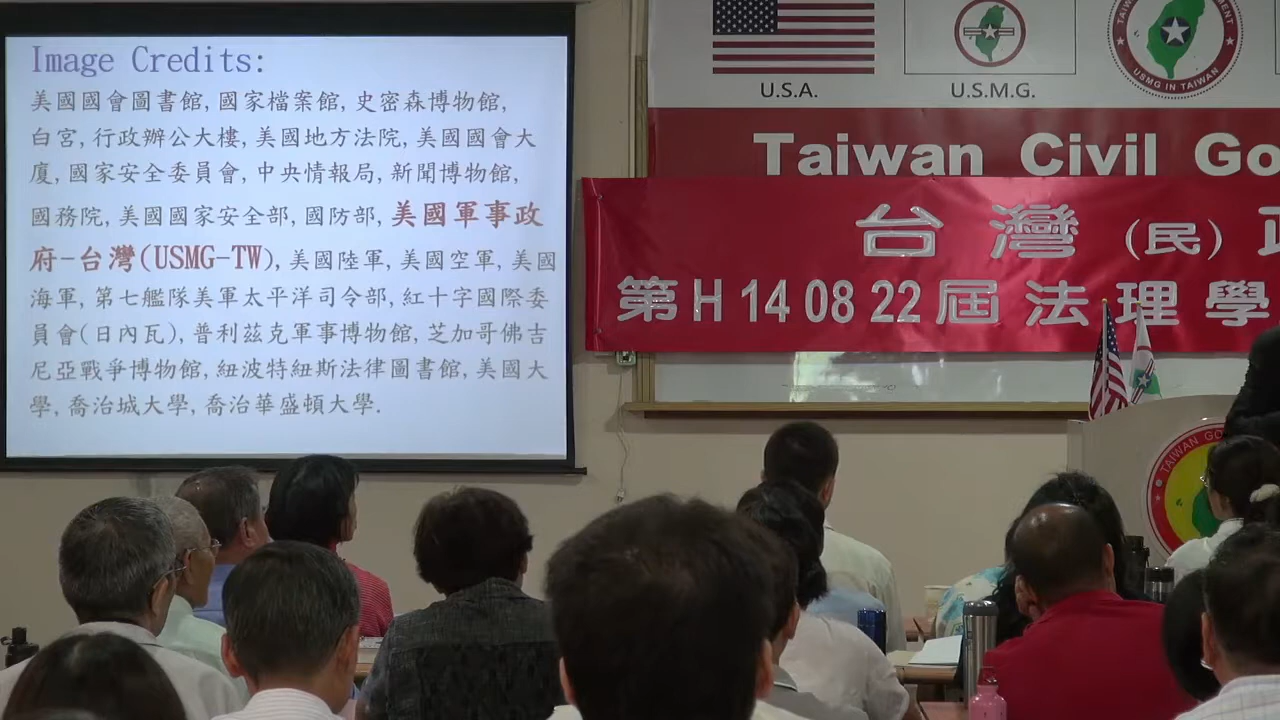 Image Credits:
美國國會圖書館, 國家檔案館, 史密森博物館,
白宮, 行政辦公大樓, 美國地方法院, 美國國會大
廈, 國家安全委員會, 中央情報局, 新聞博物館,
國務院, 美國國家安全部, 國防部, 美國軍事政
府-台灣(USMG-TW), 美國陸軍, 美國空軍, 美國
海軍, 第七艦隊美軍太平洋司令部, 紅十字國際委
員會(日內瓦), 普利茲克軍事博物館, 芝加哥佛吉
尼亞戰爭博物館, 紐波特紐斯法律圖書館, 美國大
學, 喬治城大學, 喬治華盛頓大學.
U.S.A.
U.S.M.G.
USMG IN TAIWAN
Taiwan Civil Go
台灣(民)
第H 14 08 22屆法理學
TAIWAN GO